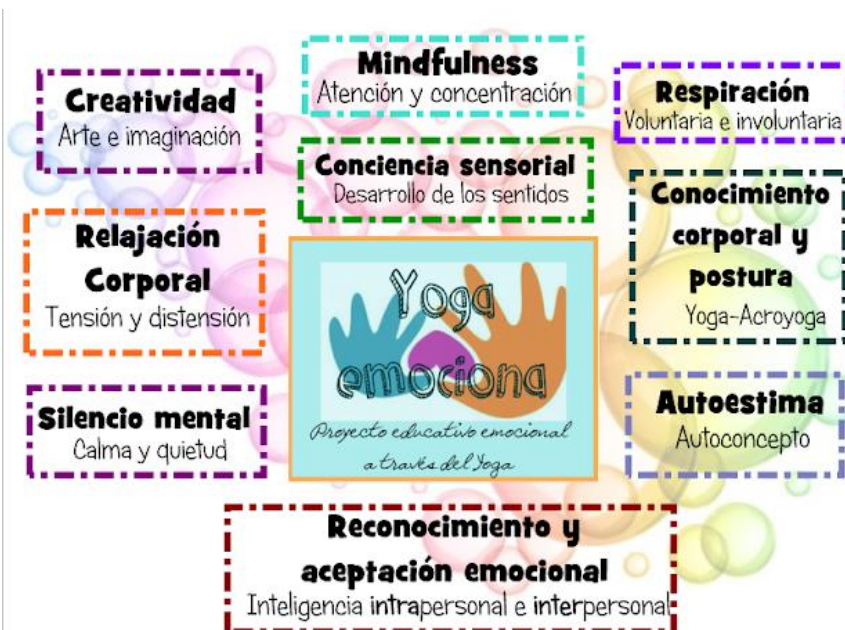 Mindfulness
Atención y concentración
Creatividad
Arte e imaginación
Respiración
Voluntaria e involuntaria
Conciencia sensorial
Desarrollo de los sentidos
Relajación
Corporal
Tensión y distensión
Conocimiento
corporal y
postura
Yoga-Acroyoga
Yoga
emociona
Proyecto educativo emocional
a través del Yoga
Silencio mental
Calma y quietud
Autoestima
Autoconcepto
Reconocimiento y
aceptación emocional
Inteligencia intrapersonal e interpersonal